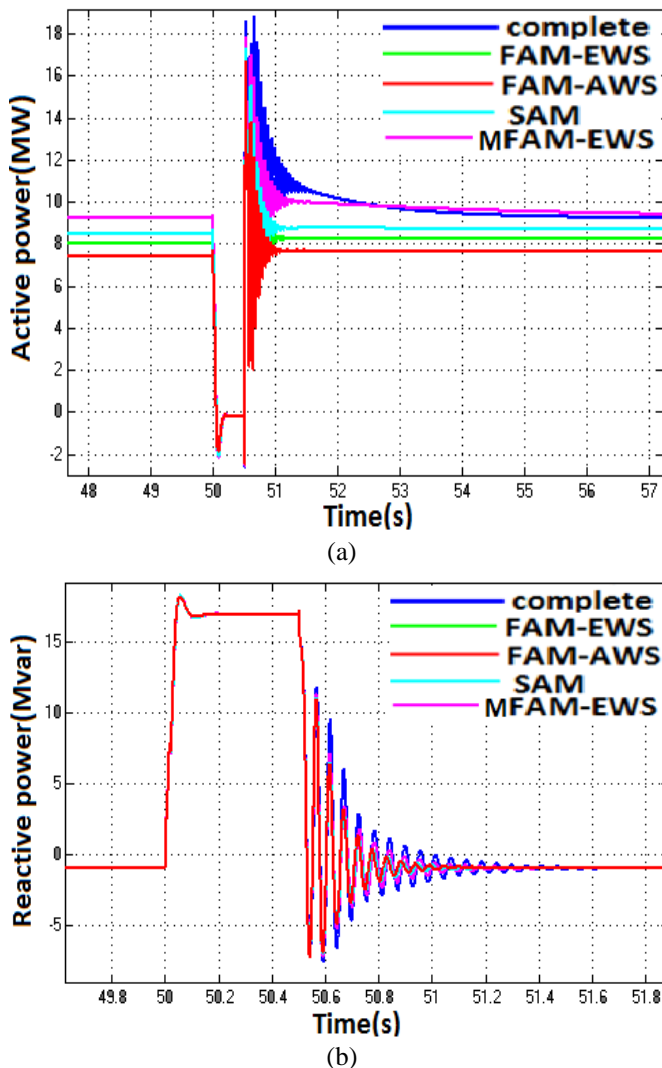 18
16
14
12
10
8
6
4
2
0
-2
Active power(MW)
complete
FAM-EWS
FAM-AWS
SAM
MFAM-EWS
48 49 50 51 52 53 54 55 56 57
Time(s)
(a)
15
10
5
0
-5
Reactive power(Mvar)
complete
FAM-EWS
FAM-AWS
SAM
MFAM-EWS
49.8 50 50.2 50.4 50.6 50.8 51 51.2 51.4 51.6 51.8
Time(s)
(b)